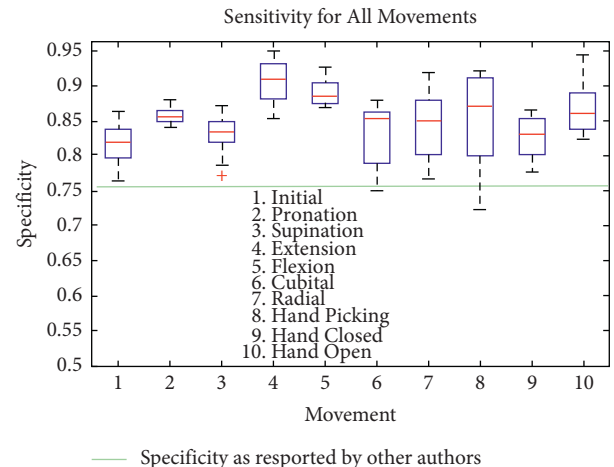 Sensitivity for All Movements
0.95
0.9
0.85
0.8
0.75
0.7
0.65
0.6
0.55
0.5
Specificity
1. Initial
2. Pronation
3. Supination
4. Extension
5. Flexion
6. Cubital
7. Radial
8. Hand Picking
9. Hand Closed
10. Hand Open
1 2 3 4 5 6 7 8 9 10
Movement
Specificity as resported by other authors